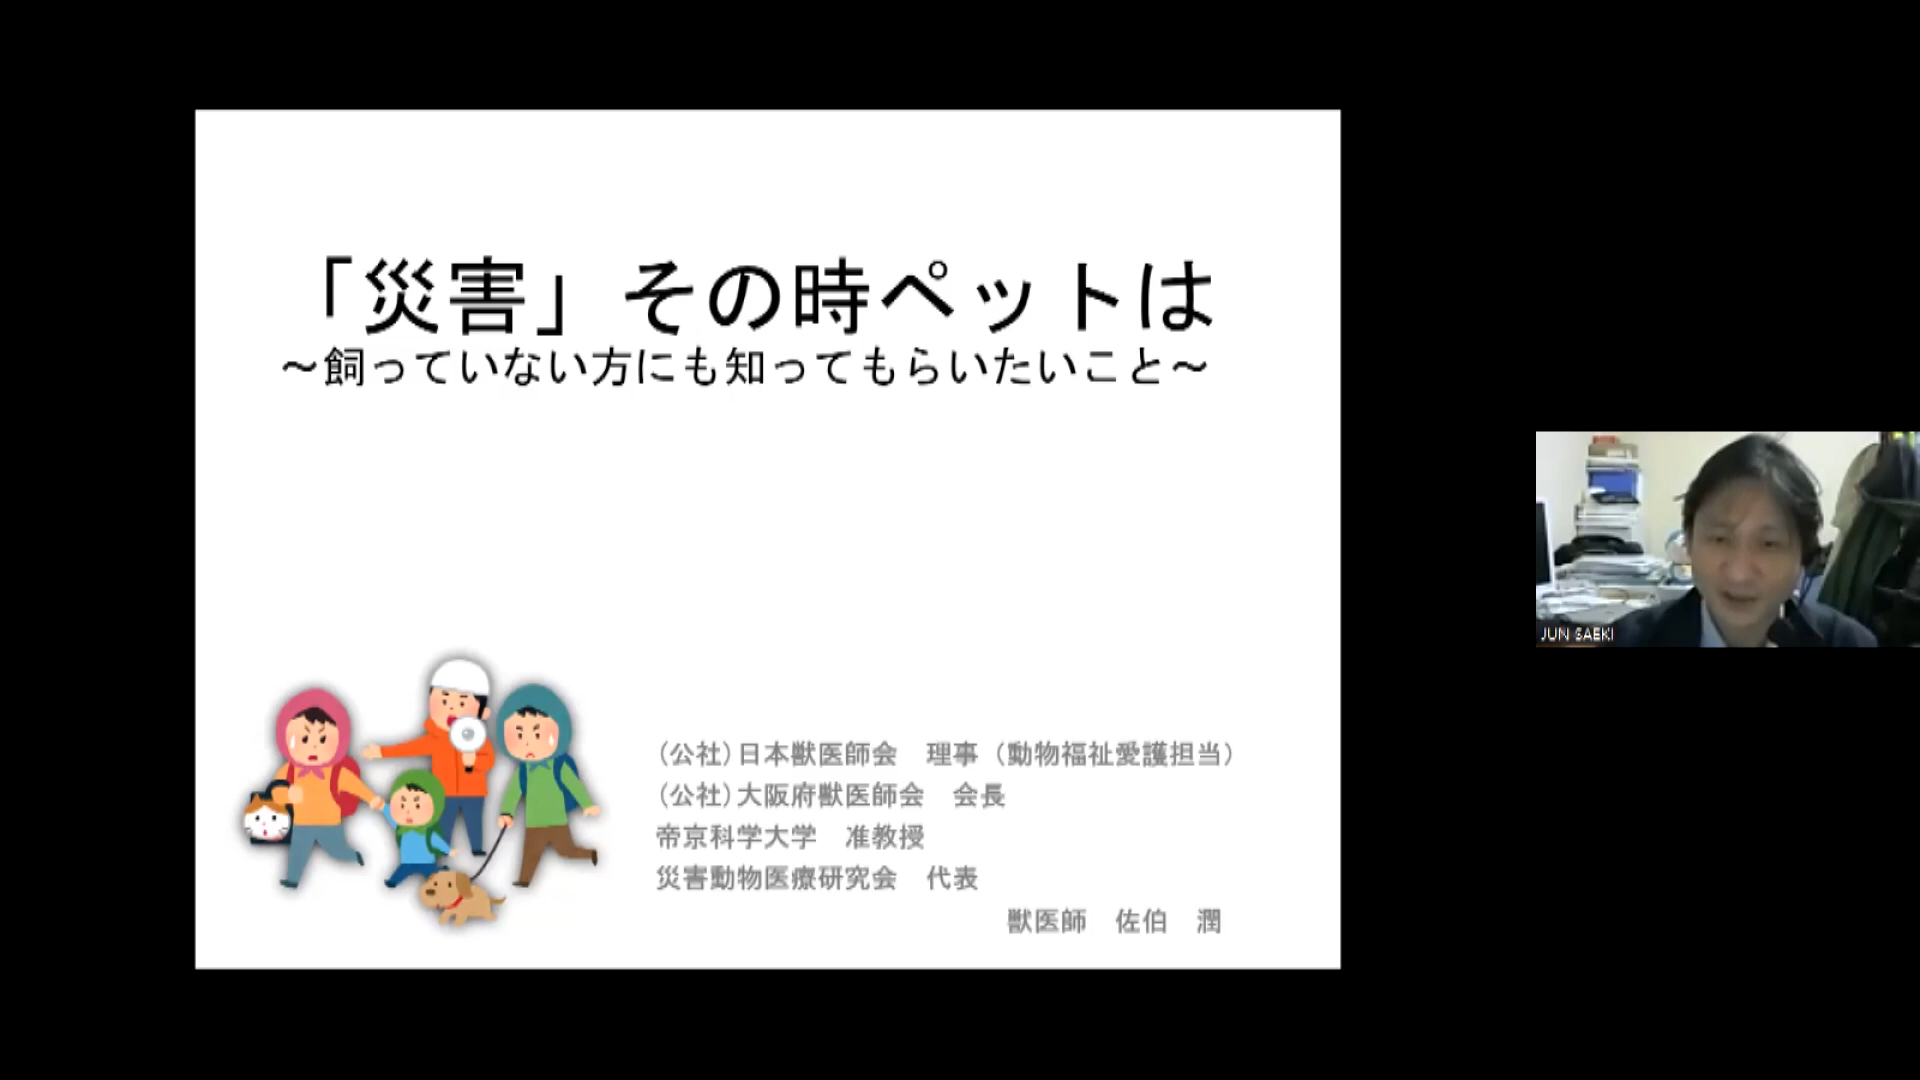 「災害」その時ペットは
～飼っていない方にも知ってもらいたいこと～
（公社）日本獣医師会　理事（動物福祉愛護担当）
（公社）大阪府獣医師会　会長
帝京科学大学　准教授
災害動物医療研究会　代表
獣医師　佐伯　潤
JUN SAEKI